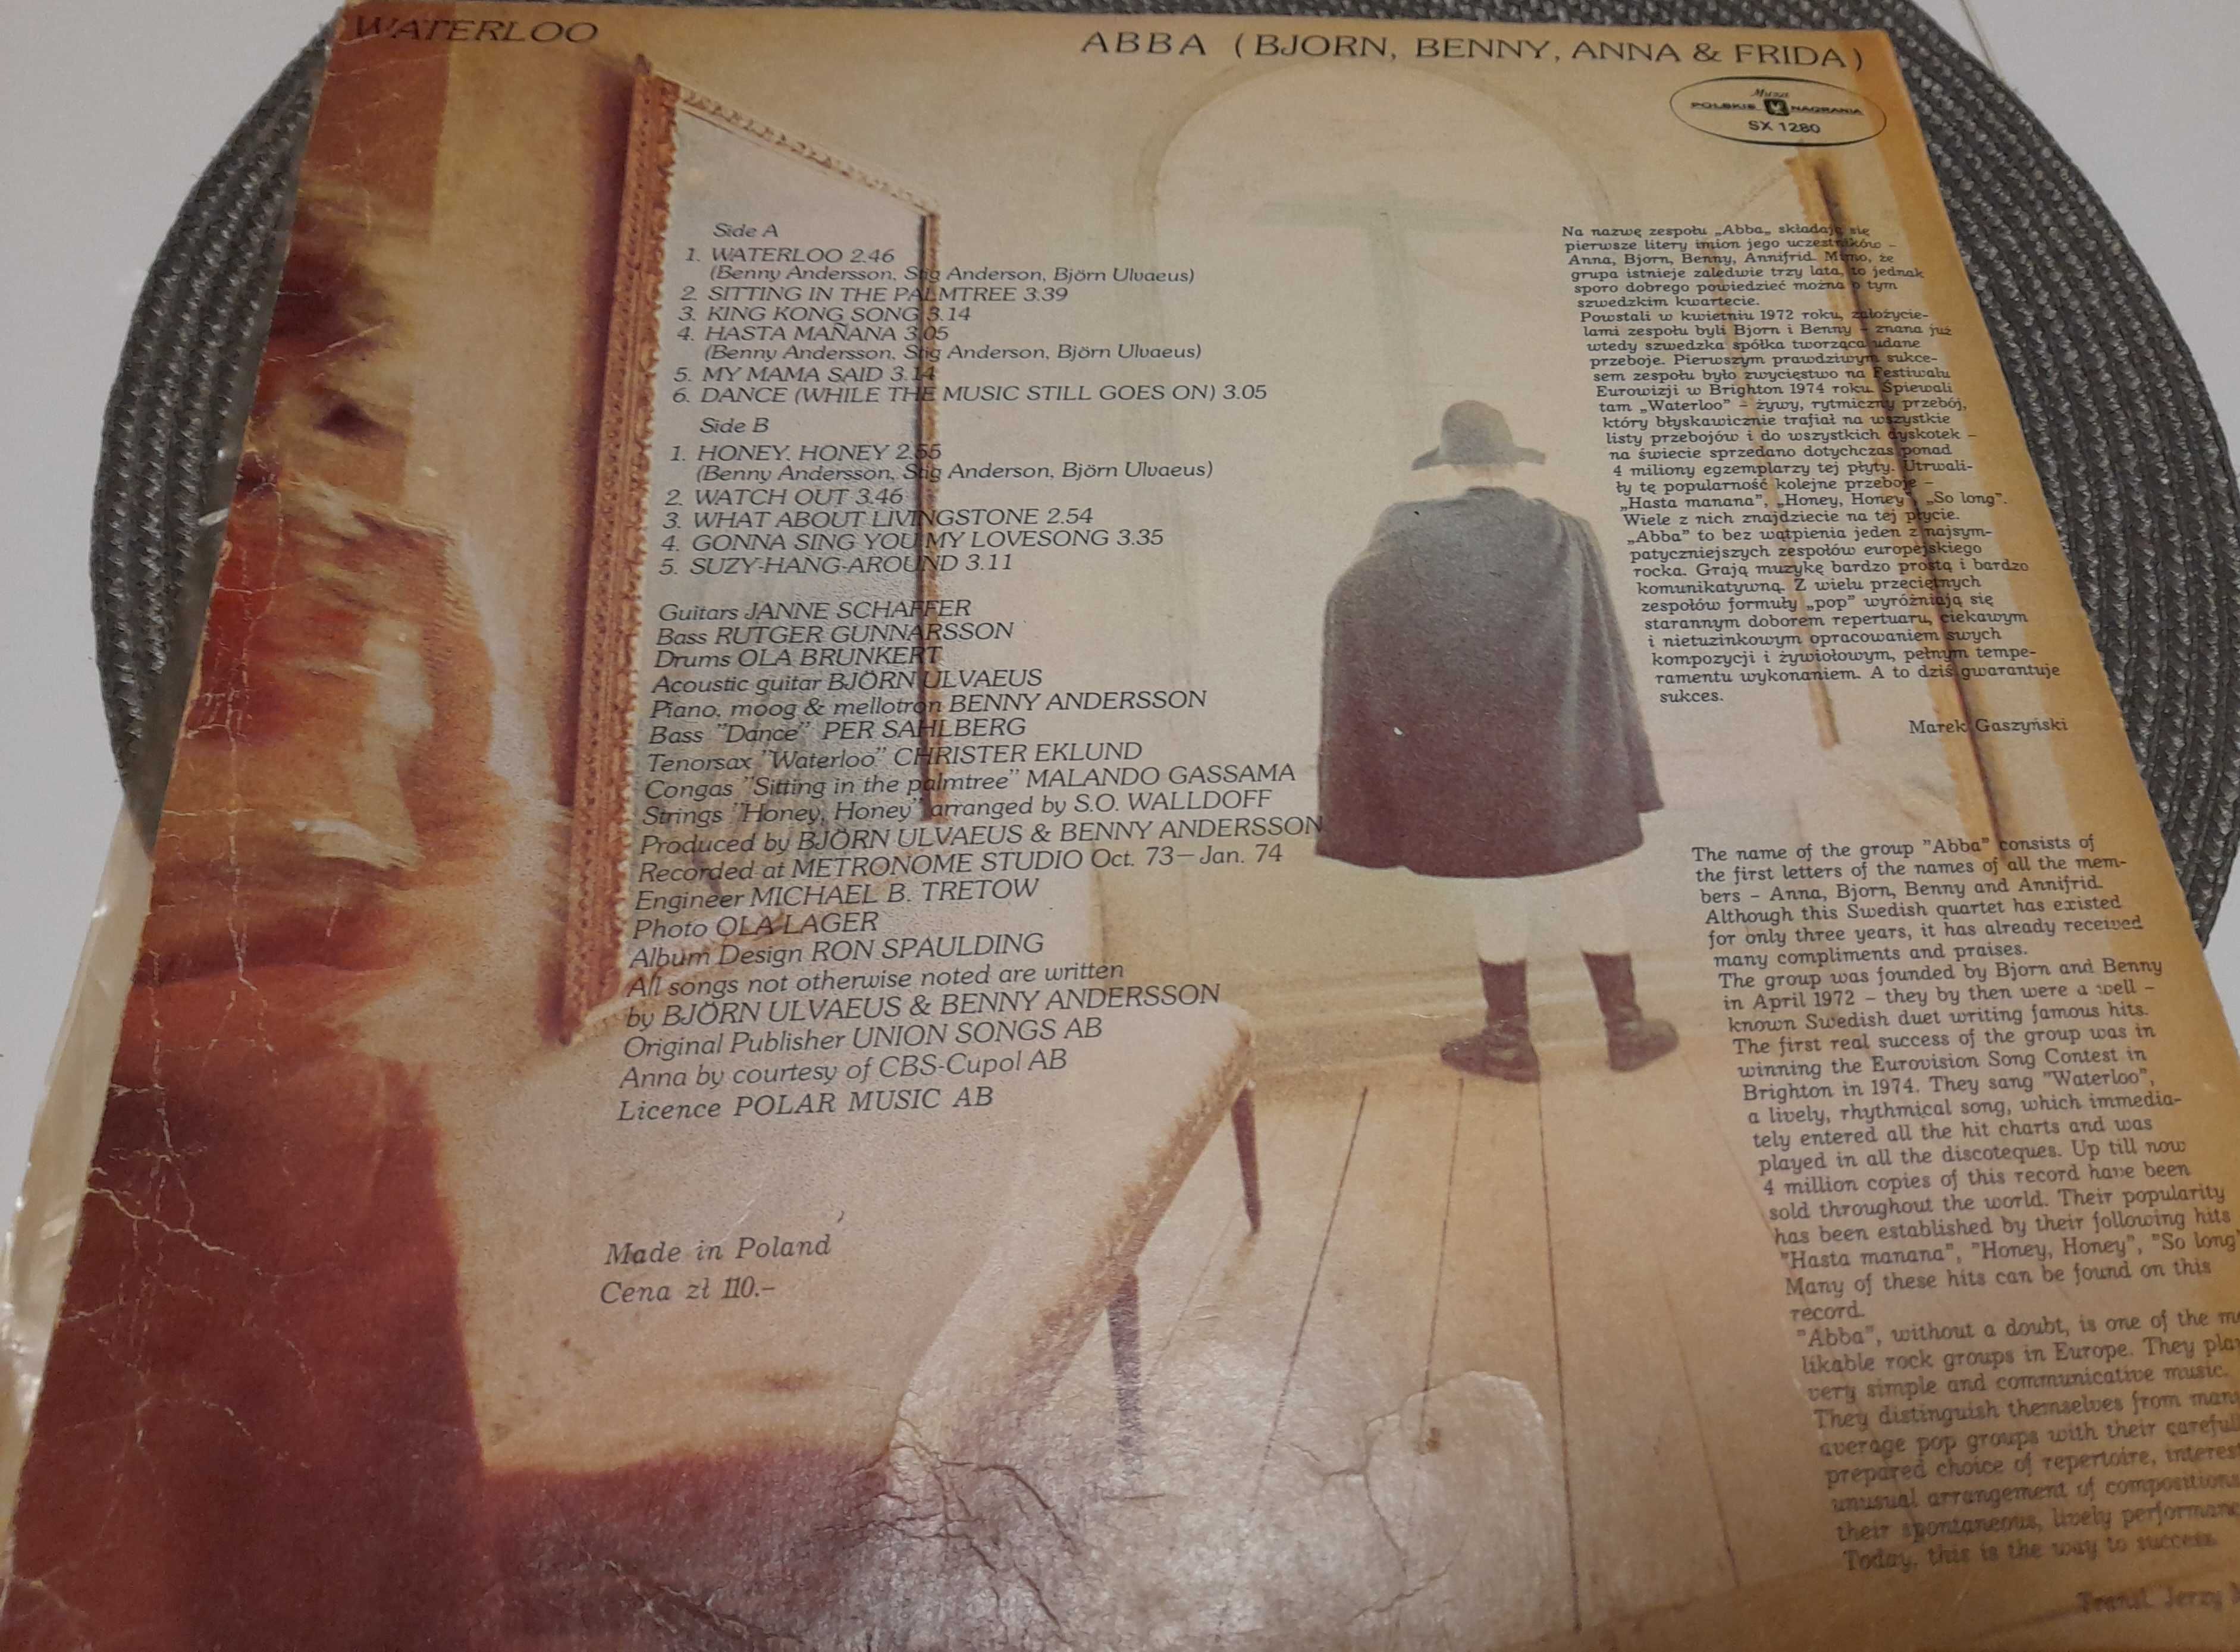 WATERLOO
ABBA (BJORN, BENNY, ANNA & FRIDA)
Muza
POLSKIE NAGRANIA
SX 1280
Side A
1. WATERLOO 2.46
(Benny Andersson, Stig Anderson, Björn Ulvaeus)
2. SITTING IN THE PALMTREE 3.39
3. KING KONG SONG 3.14
4. HASTA MAÑANA 3.05
(Benny Andersson, Stig Anderson, Björn Ulvaeus)
5. MY MAMA SAID 3.14
6. DANCE (WHILE THE MUSIC STILL GOES ON) 3.05
Side B
1. HONEY, HONEY 2.55
(Benny Andersson, Stig Anderson, Björn Ulvaeus)
2. WATCH OUT 3.46
3. WHAT ABOUT LIVINGSTONE 2.54
4. GONNA SING YOU MY LOVESONG 3.35
5. SUZY-HANG-AROUND 3.11
Guitars JANNE SCHAFFER
Bass RUTGER GUNNARSSON
Drums OLA BRUNKERT
Acoustic guitar BJÖRN ULVAEUS
Piano, moog & mellotron BENNY ANDERSSON
Bass "Dance" PER SAHLBERG
Tenorsax "Waterloo" CHRISTER EKLUND
Congas "Sitting in the palmtree" MALANDO GASSAMA
Strings "Honey, Honey" arranged by S.O. WALLDOFF
Produced by BJÖRN ULVAEUS & BENNY ANDERSSON
Recorded at METRONOME STUDIO Oct. 73—Jan. 74
Engineer MICHAEL B. TRETOW
Photo OLA LAGER
Album Design RON SPAULDING
All songs not otherwise noted are written
by BJÖRN ULVAEUS & BENNY ANDERSSON
Original Publisher UNION SONGS AB
Anna by courtesy of CBS-Cupol AB
Licence POLAR MUSIC AB
Made in Poland
Cena zł 110.-
Na nazwę zespołu „Abba„ składają się
pierwsze litery imion jego uczestników –
Anna, Bjorn, Benny, Annifrid. Mimo, że
grupa istnieje zaledwie trzy lata, to jednak
sporo dobrego powiedzieć można o tym
szwedzkim kwartecie.
Powstali w kwietniu 1972 roku, założycie-
lami zespołu byli Bjorn i Benny – znana już
wtedy szwedzka spółka tworząca udane
przeboje. Pierwszym prawdziwym sukce-
sem zespołu było zwycięstwo na Festiwalu
Eurowizji w Brighton 1974 roku. Śpiewali
tam „Waterloo” – żywy, rytmiczny przebój,
który błyskawicznie trafiał na wszystkie
listy przebojów i do wszystkich dyskotek –
na świecie sprzedano dotychczas ponad
4 miliony egzemplarzy tej płyty. Utrwali-
ły tę popularność kolejne przeboje –
„Hasta manana”, „Honey, Honey”, „So long”.
Wiele z nich znajdziecie na tej płycie.
„Abba” to bez wątpienia jeden z najsym-
patyczniejszych zespołów europejskiego
rocka. Grają muzykę bardzo prostą i bardzo
komunikatywną. Z wielu przeciętnych
zespołów formuły „pop” wyróżniają się
starannym doborem repertuaru, ciekawym
i nietuzinkowym opracowaniem swych
kompozycji i żywiołowym, pełnym tempe-
ramentu wykonaniem. A to dziś gwarantuje
sukces.
Marek Gaszyński
The name of the group "Abba" consists of
the first letters of the names of all the mem-
bers – Anna, Bjorn, Benny and Annifrid.
Although this Swedish quartet has existed
for only three years, it has already received
many compliments and praises.
The group was founded by Bjorn and Benny
in April 1972 – they by then were a well –
known Swedish duet writing famous hits.
The first real success of the group was in
winning the Eurovision Song Contest in
Brighton in 1974. They sang "Waterloo",
a lively, rhythmical song, which immedia-
tely entered all the hit charts and was
played in all the discoteques. Up till now
4 million copies of this record have been
sold throughout the world. Their popularity
has been established by their following hits
"Hasta manana", "Honey, Honey", "So long"
Many of these hits can be found on this
record.
"Abba", without a doubt, is one of the
likable rock groups in Europe. They
very simple and communicative music.
They distinguish themselves from
average pop groups with their
prepared choice of repertoire,
unusual arrangement of
their spontaneous, lively
Today, this is the way to success
Transl. Jerzy